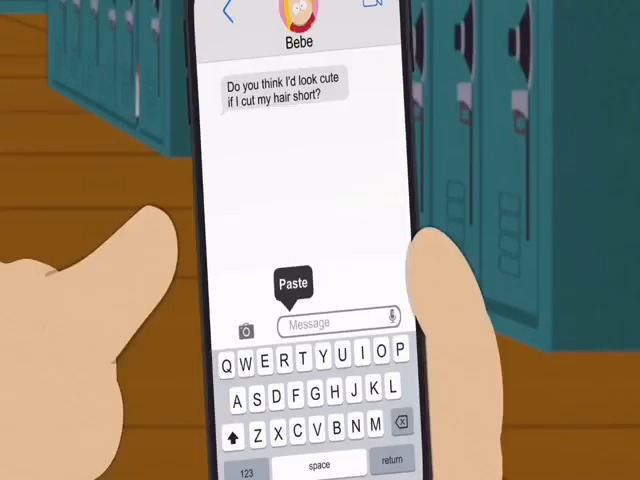 Bebe
Do you think I'd look cute
if I cut my hair short?
Paste
Message
Q W E R T Y U I O P
A S D F G H J K L
Z X C V B N M
123 space return